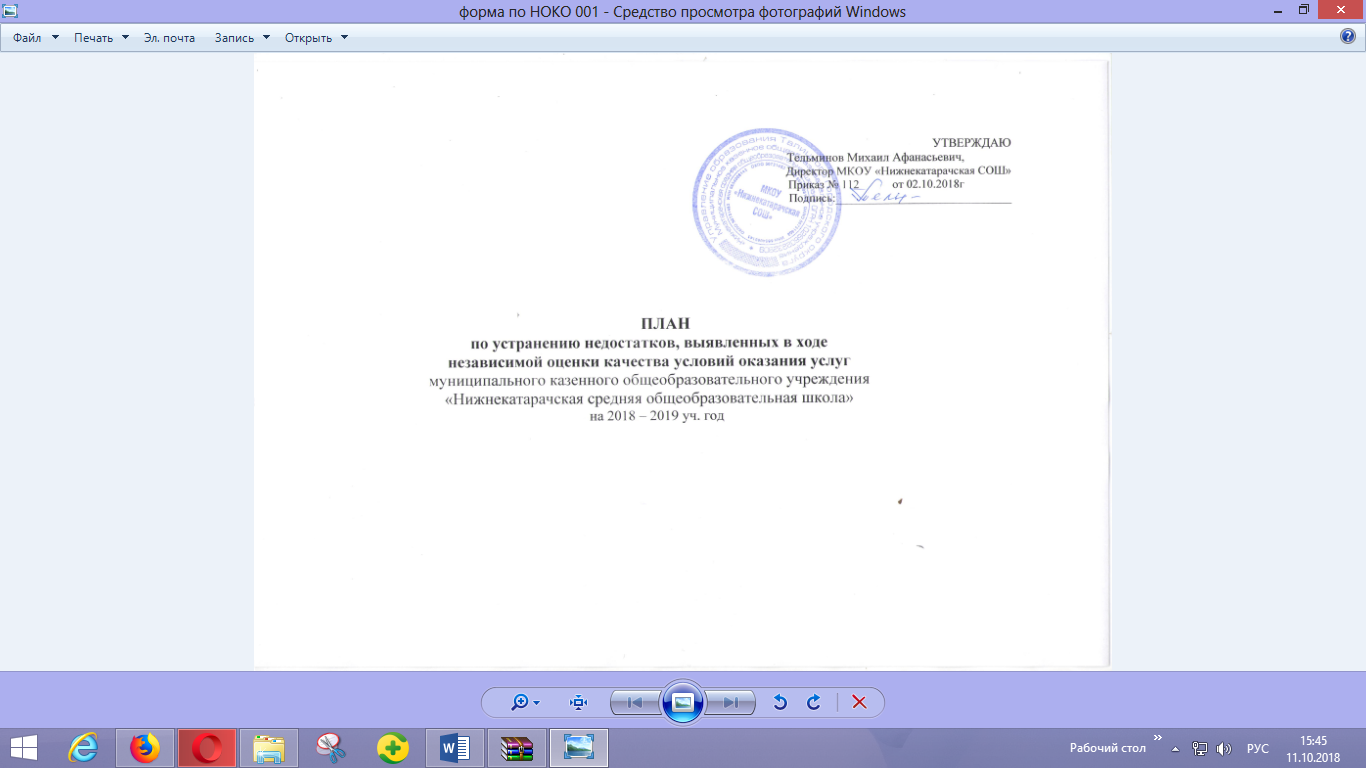 форма по НОКО 001 - Средство просмотра фотографий Windows
Файл Печать Эл. почта Запись Открыть
УТВЕРЖДАЮ
Тельминов Михаил Афанасьевич,
Директор МКОУ «Нижнекатарачская СОШ»
Приказ № 112 от 02.10.2018г
Подпись:
МКОУ
«Нижнекатарачская
СОШ»
ПЛАН
по устранению недостатков, выявленных в ходе
независимой оценки качества условий оказания услуг
муниципального казенного общеобразовательного учреждения
«Нижнекатарачская средняя общеобразовательная школа»
на 2018 – 2019 уч. год
Рабочий стол
РУС
15:45
11.10.2018